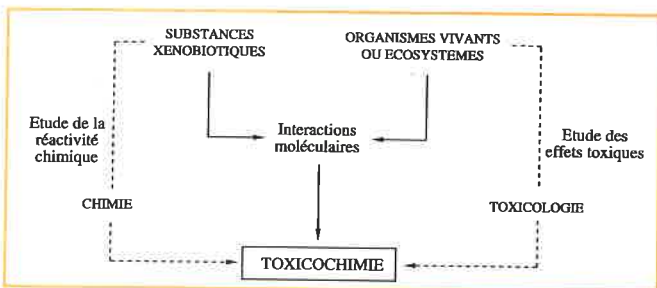 SUBSTANCES
XENOBIOTIQUES
ORGANISMES VIVANTS
OU ECOSYSTÈMES
Etude de la
réactivité
chimique
Interactions
moléculaires
Etude des
effets toxiques
CHIMIE
TOXICOLOGIE
TOXICOCHIMIE